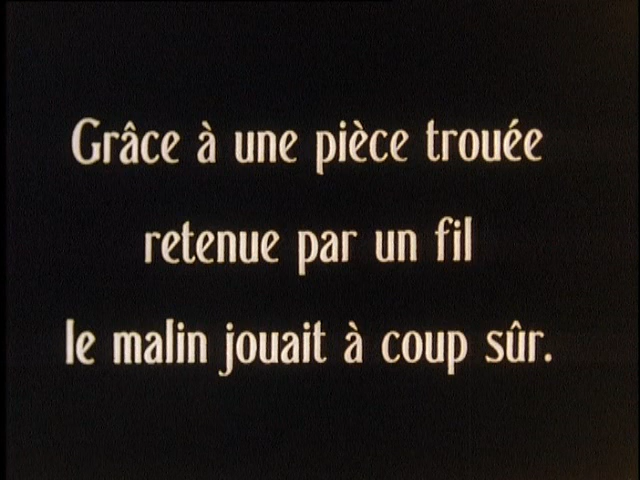 Grâce à une pièce trouée
retenue par un fil
le malin jouait à coup sûr.